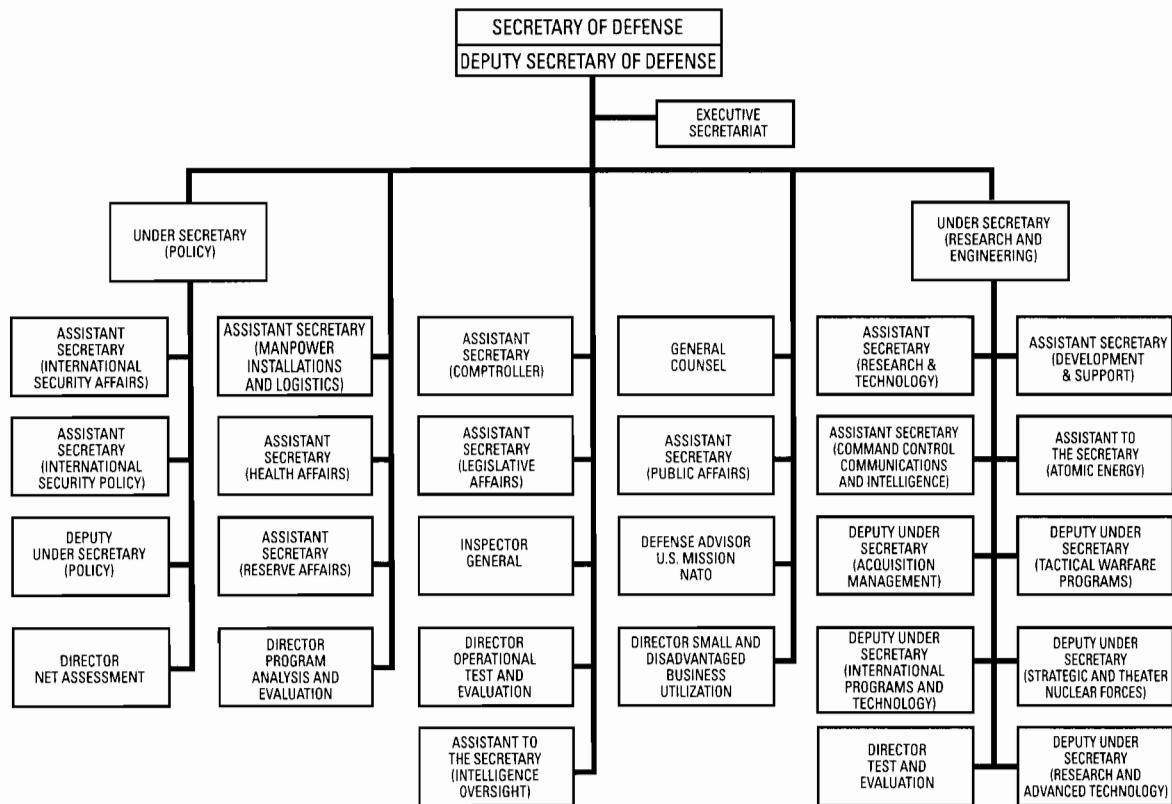 SECRETARY OF DEFENSE
DEPUTY SECRETARY OF DEFENSE
EXECUTIVE
SECRETARIAT
UNDER SECRETARY
(POLICY)
UNDER SECRETARY
(RESEARCH AND
ENGINEERING)
ASSISTANT
SECRETARY
(INTERNATIONAL
SECURITY AFFAIRS)
ASSISTANT SECRETARY
(MANPOWER
INSTALLATIONS
AND LOGISTICS)
ASSISTANT
SECRETARY
(COMPTROLLER)
GENERAL
COUNSEL
ASSISTANT
SECRETARY
(RESEARCH &
TECHNOLOGY)
ASSISTANT SECRETARY
(DEVELOPMENT
& SUPPORT)
ASSISTANT
SECRETARY
(INTERNATIONAL
SECURITY POLICY)
ASSISTANT
SECRETARY
(HEALTH AFFAIRS)
ASSISTANT
SECRETARY
(LEGISLATIVE
AFFAIRS)
ASSISTANT
SECRETARY
(PUBLIC AFFAIRS)
ASSISTANT SECRETARY
(COMMAND CONTROL
COMMUNICATIONS
AND INTELLIGENCE)
ASSISTANT TO
THE SECRETARY
(ATOMIC ENERGY)
DEPUTY
UNDER SECRETARY
(POLICY)
ASSISTANT
SECRETARY
(RESERVE AFFAIRS)
INSPECTOR
GENERAL
DEFENSE ADVISOR
U.S. MISSION
NATO
DEPUTY UNDER
SECRETARY
(ACQUISITION
MANAGEMENT)
DEPUTY UNDER
SECRETARY
(TACTICAL WARFARE
PROGRAMS)
DIRECTOR
NET ASSESSMENT
DIRECTOR
PROGRAM
ANALYSIS AND
EVALUATION
DIRECTOR
OPERATIONAL
TEST AND
EVALUATION
DIRECTOR SMALL AND
DISADVANTAGED
BUSINESS
UTILIZATION
DEPUTY UNDER
SECRETARY
(INTERNATIONAL
PROGRAMS AND
TECHNOLOGY)
DEPUTY UNDER
SECRETARY
(STRATEGIC AND THEATER
NUCLEAR FORCES)
ASSISTANT TO
THE SECRETARY
(INTELLIGENCE
OVERSIGHT)
DIRECTOR
TEST AND
EVALUATION
DEPUTY UNDER
SECRETARY
(RESEARCH AND
ADVANCED TECHNOLOGY)